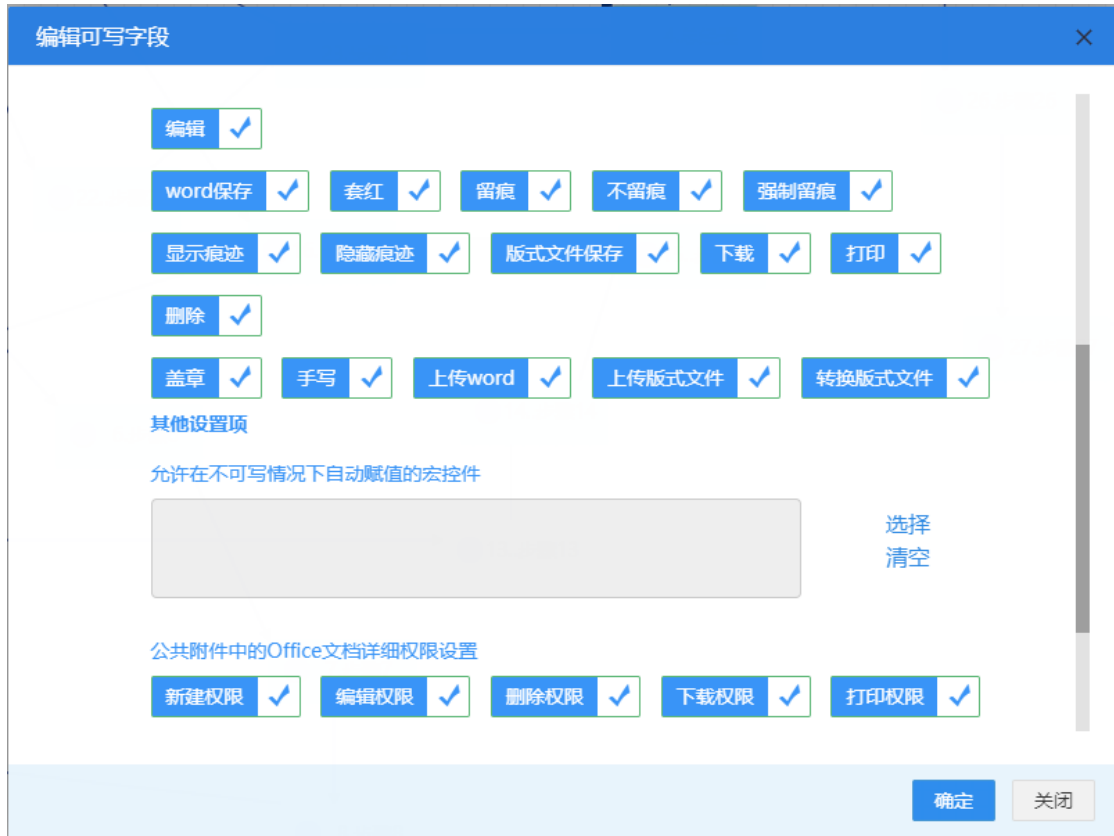 编辑可写字段
编辑
word保存 套红 留痕 不留痕 强制留痕
显示痕迹 隐藏痕迹 版式文件保存 下载 打印
删除
盖章 手写 上传word 上传版式文件 转换版式文件
其他设置项
允许在不可写情况下自动赋值的宏控件
选择
清空
公共附件中的Office文档详细权限设置
新建权限 编辑权限 删除权限 下载权限 打印权限
确定 关闭